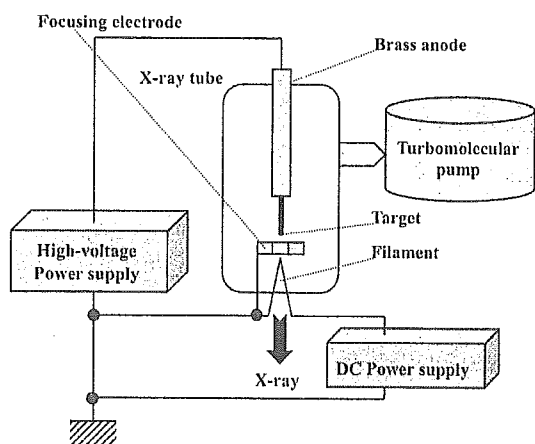 Focusing electrode
Brass anode
X-ray tube
Turbomolecular
pump
Target
High-voltage
Power supply
Filament
X-ray
DC Power supply